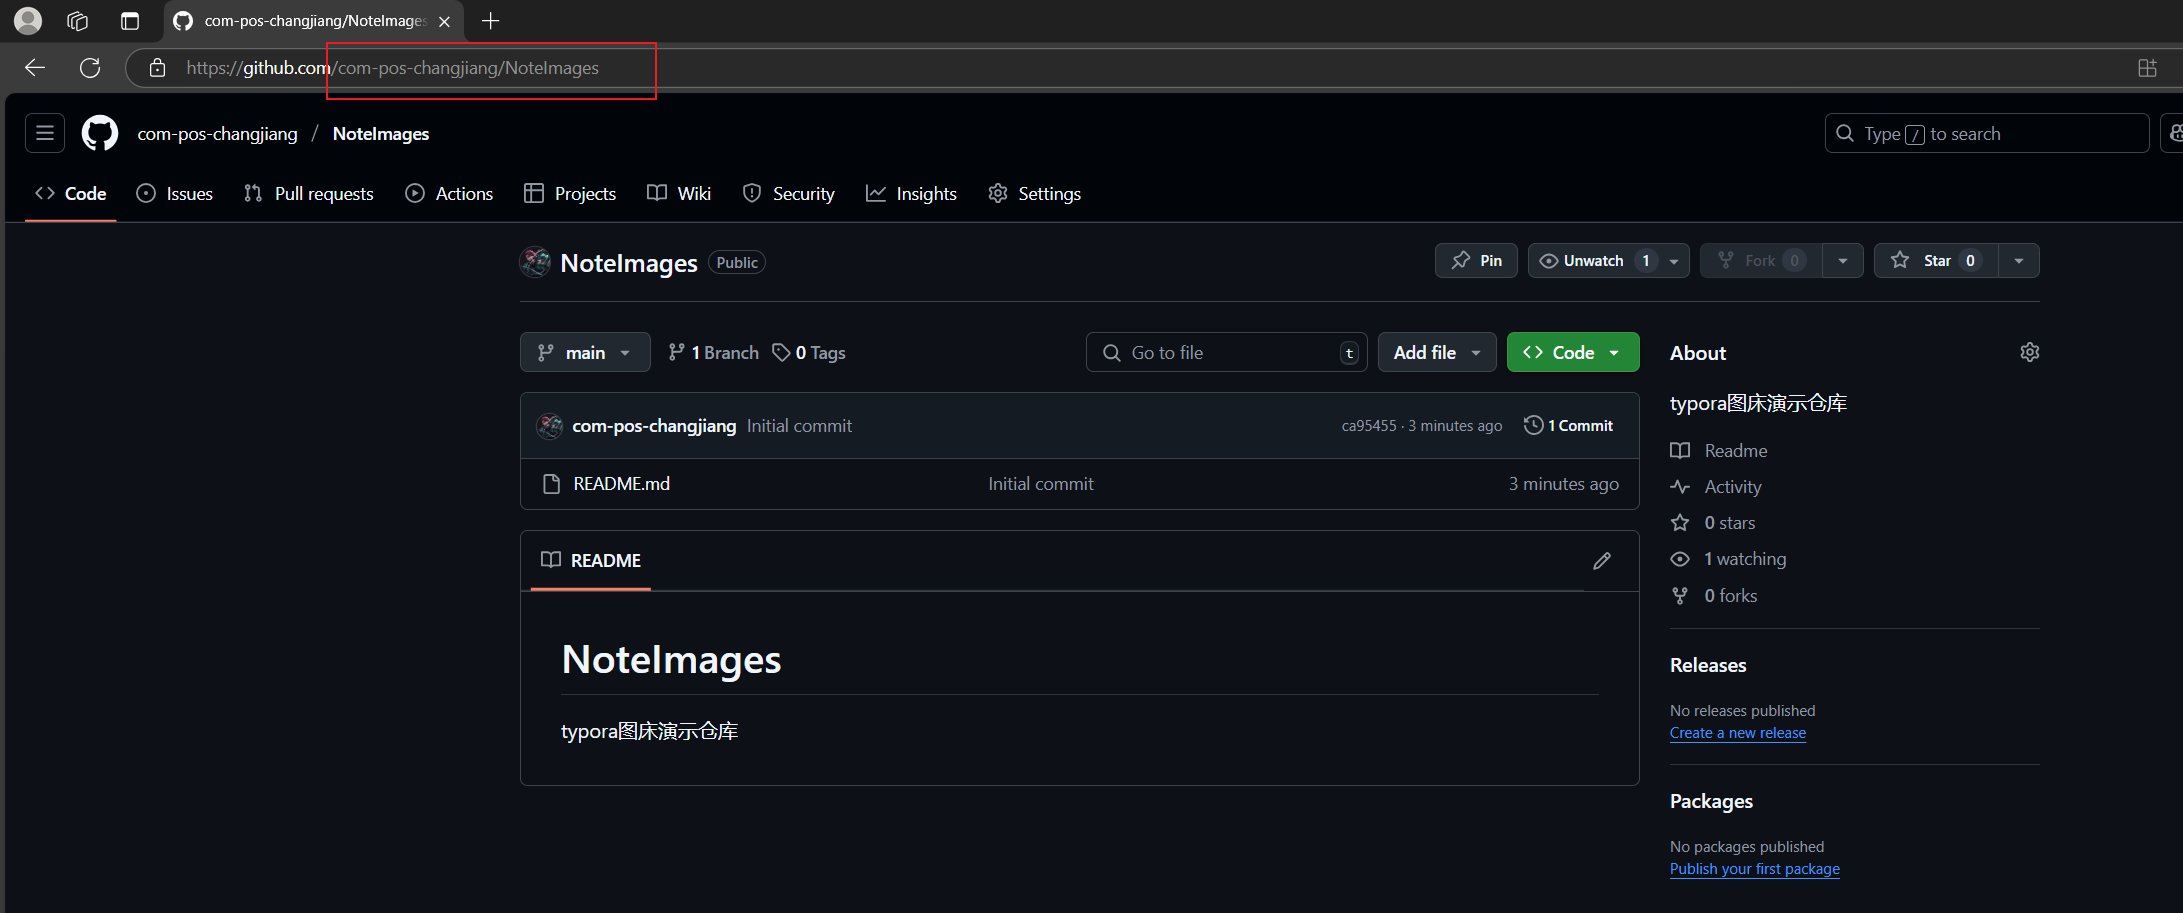 com-pos-changjiang/NoteImages
https://github.com/com-pos-changjiang/NoteImages
com-pos-changjiang / NoteImages
Type / to search
Code Issues Pull requests Actions Projects Wiki Security Insights Settings
NoteImages Public
Pin Unwatch 1 Fork 0 Star 0
main 1 Branch 0 Tags Go to file t Add file Code
com-pos-changjiang Initial commit ca95455 · 3 minutes ago 1 Commit
README.md Initial commit 3 minutes ago
README
NoteImages
typora图床演示仓库
About
typora图床演示仓库
Readme
Activity
0 stars
1 watching
0 forks
Releases
No releases published
Create a new release
Packages
No packages published
Publish your first package